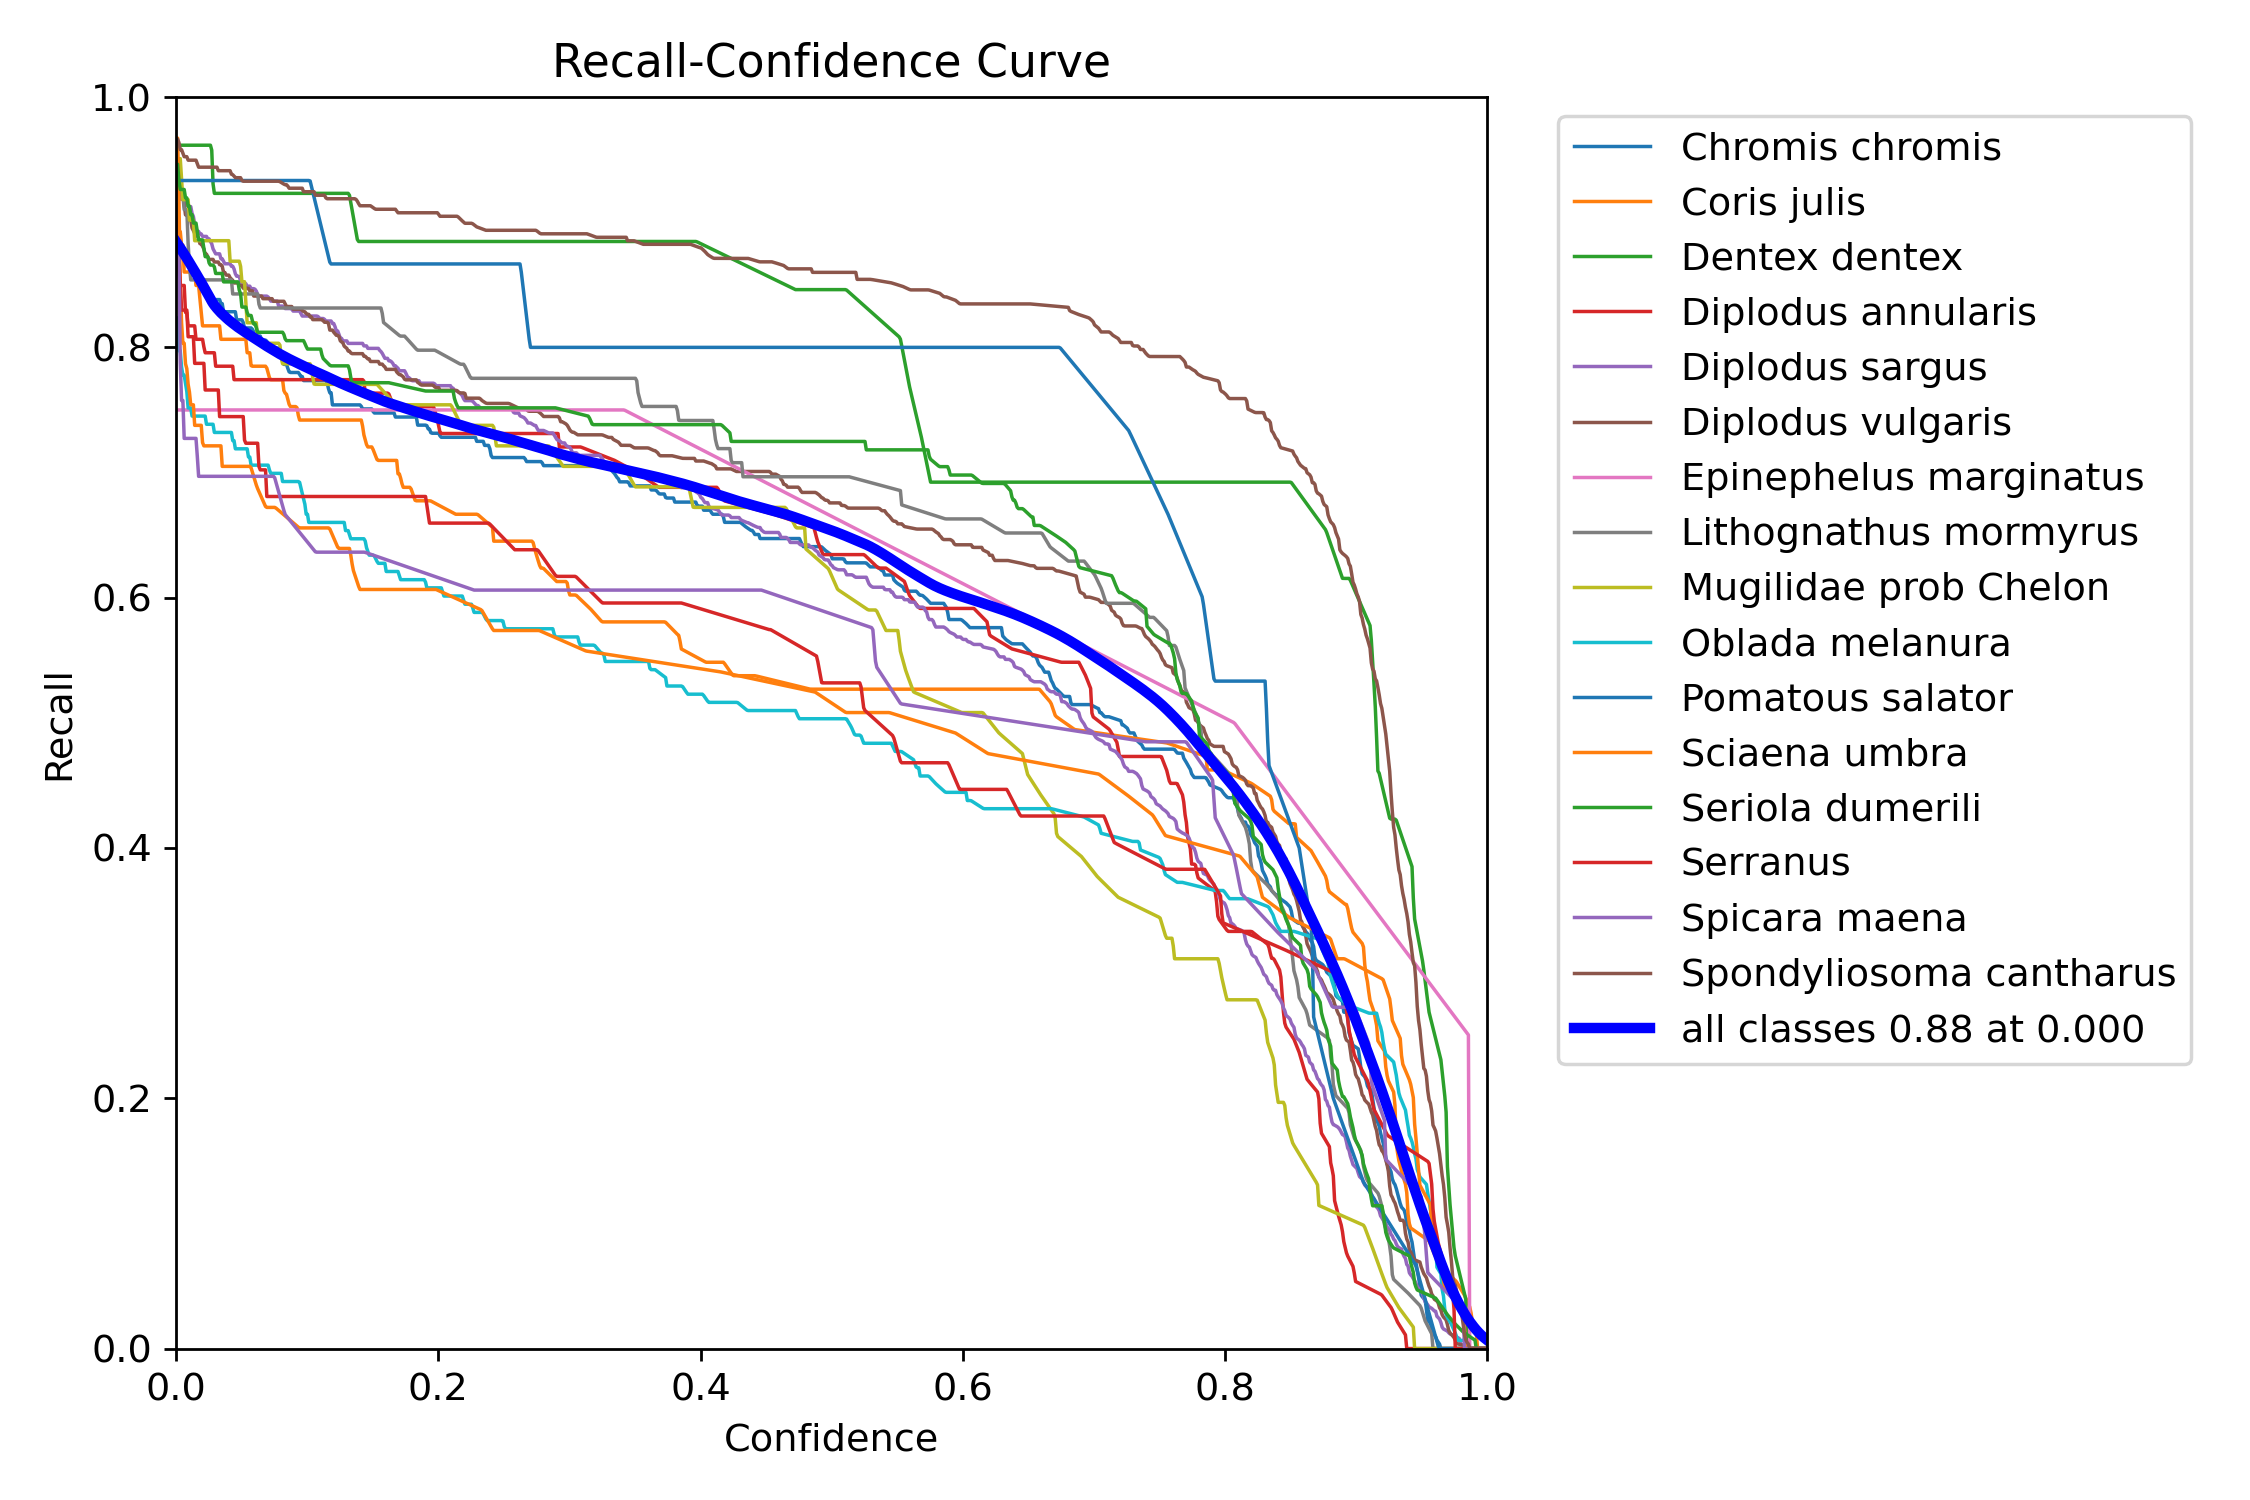 Recall-Confidence Curve
1.0
0.8
0.6
0.4
0.2
0.0
Recall
0.0 0.2 0.4 0.6 0.8 1.0
Confidence
Chromis chromis
Coris julis
Dentex dentex
Diplodus annularis
Diplodus sargus
Diplodus vulgaris
Epinephelus marginatus
Lithognathus mormyrus
Mugilidae prob Chelon
Oblada melanura
Pomatous salator
Sciaena umbra
Seriola dumerili
Serranus
Spicara maena
Spondyliosoma cantharus
all classes 0.88 at 0.000